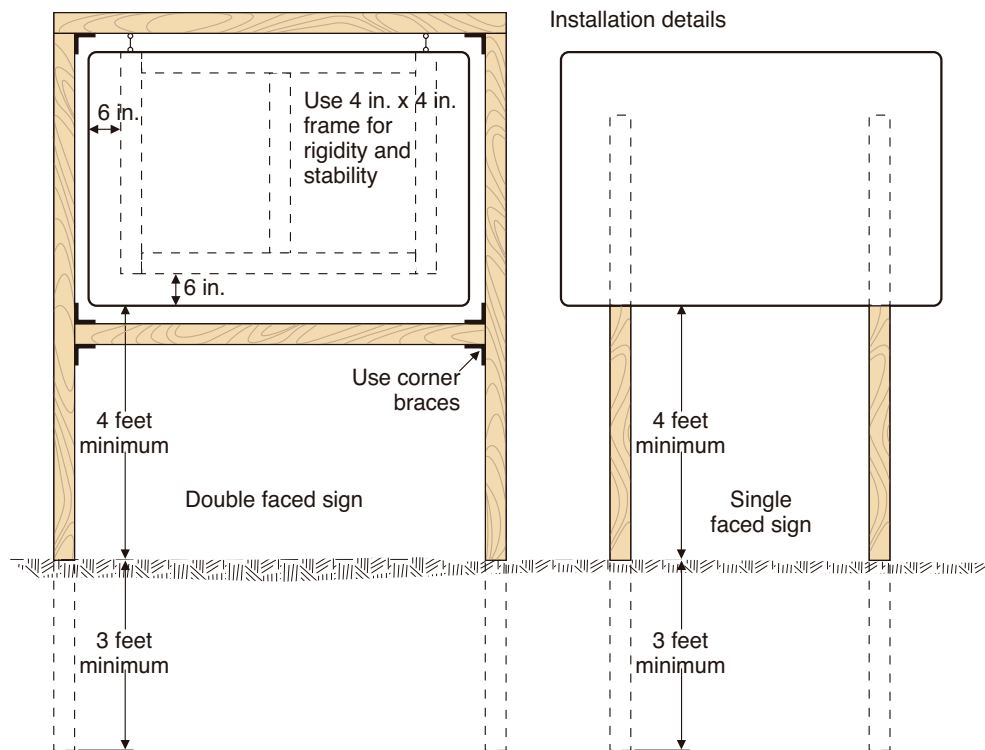 Installation details
6 in.
Use 4 in. x 4 in.
frame for
rigidity and
stability
6 in.
Use corner
braces
4 feet
minimum
4 feet
minimum
Double faced sign
Single
faced sign
3 feet
minimum
3 feet
minimum